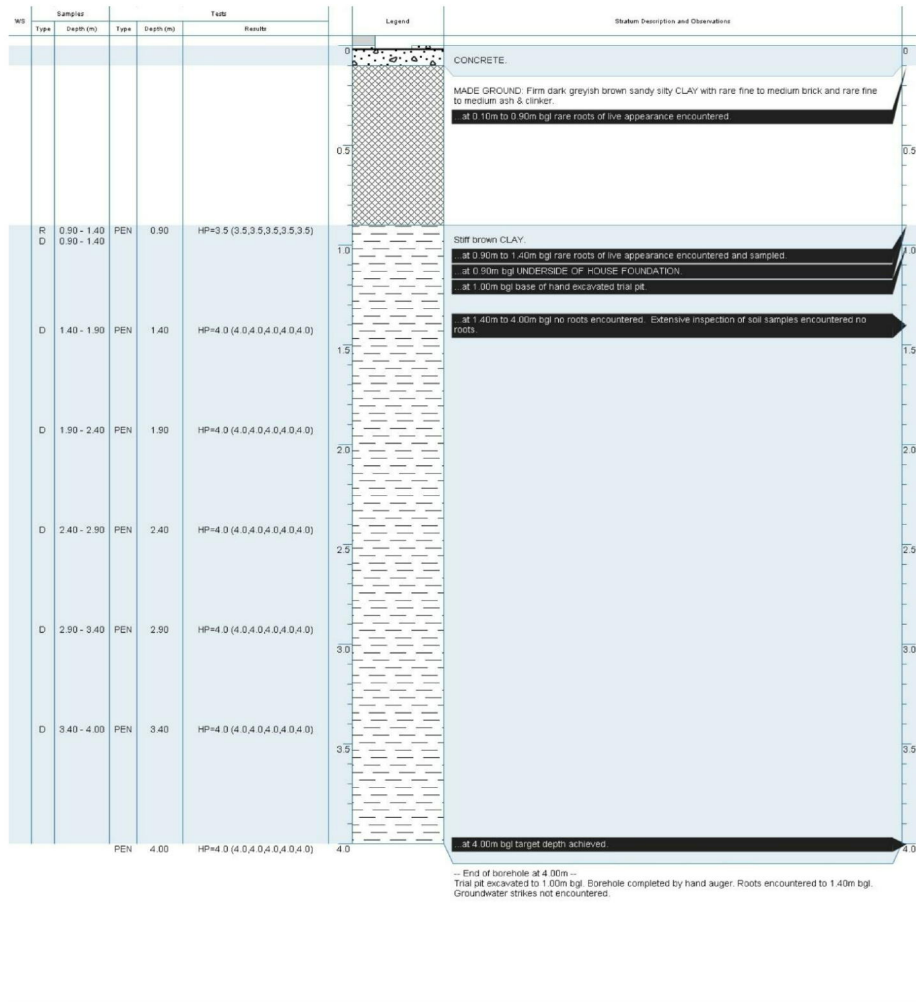 WS Samples Tests Legend Stratum Description and Observations
Type Depth (m) Type Depth (m) Results
0 0
CONCRETE.
MADE GROUND: Firm dark greyish brown sandy silty CLAY with rare fine to medium brick and rare fine
to medium ash & clinker.
...at 0.10m to 0.90m bgl rare roots of live appearance encountered.
0.5 0.5
R 0.90 - 1.40 PEN 0.90 HP=3.5 (3.5,3.5,3.5,3.5,3.5)
D 0.90 - 1.40
Stiff brown CLAY.
1.0 1.0
...at 0.90m to 1.40m bgl rare roots of live appearance encountered and sampled.
...at 0.90m bgl UNDERSIDE OF HOUSE FOUNDATION.
...at 1.00m bgl base of hand excavated trial pit.
...at 1.40m to 4.00m bgl no roots encountered. Extensive inspection of soil samples encountered no
roots.
D 1.40 - 1.90 PEN 1.40 HP=4.0 (4.0,4.0,4.0,4.0,4.0)
1.5 1.5
D 1.90 - 2.40 PEN 1.90 HP=4.0 (4.0,4.0,4.0,4.0,4.0)
2.0 2.0
D 2.40 - 2.90 PEN 2.40 HP=4.0 (4.0,4.0,4.0,4.0,4.0)
2.5 2.5
D 2.90 - 3.40 PEN 2.90 HP=4.0 (4.0,4.0,4.0,4.0,4.0)
3.0 3.0
D 3.40 - 4.00 PEN 3.40 HP=4.0 (4.0,4.0,4.0,4.0,4.0)
3.5 3.5
...at 4.00m bgl target depth achieved.
PEN 4.00 HP=4.0 (4.0,4.0,4.0,4.0,4.0) 4.0 4.0
-- End of borehole at 4.00m --
Trial pit excavated to 1.00m bgl. Borehole completed by hand auger. Roots encountered to 1.40m bgl.
Groundwater strikes not encountered.